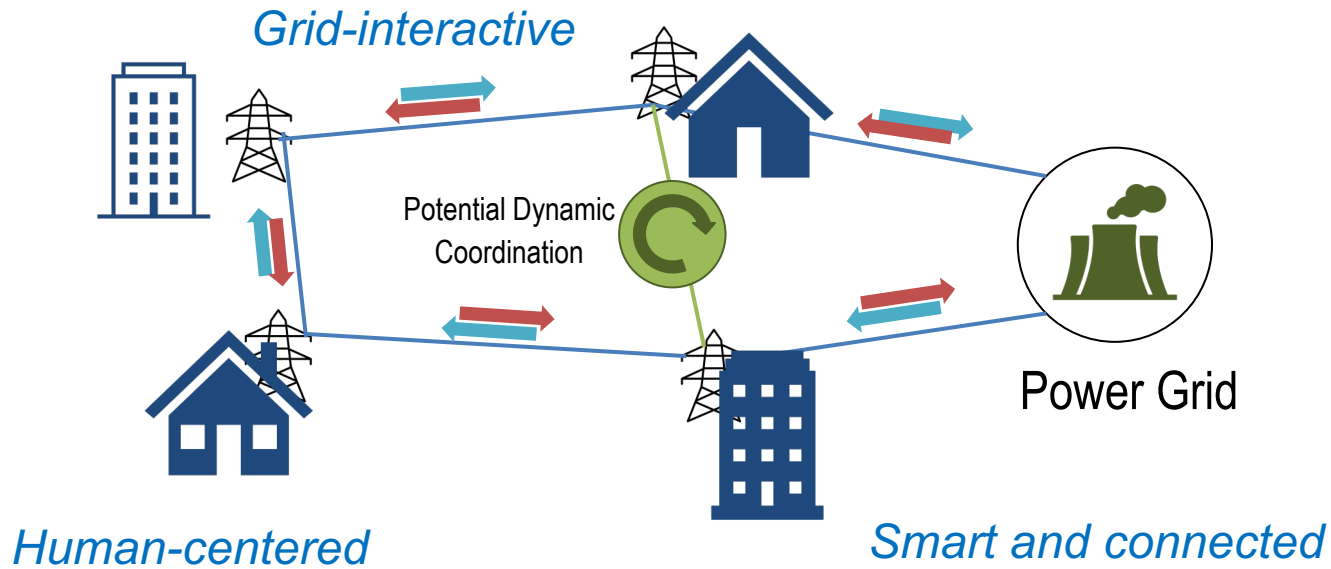 Grid-interactive
Potential Dynamic
Coordination
Power Grid
Human-centered
Smart and connected